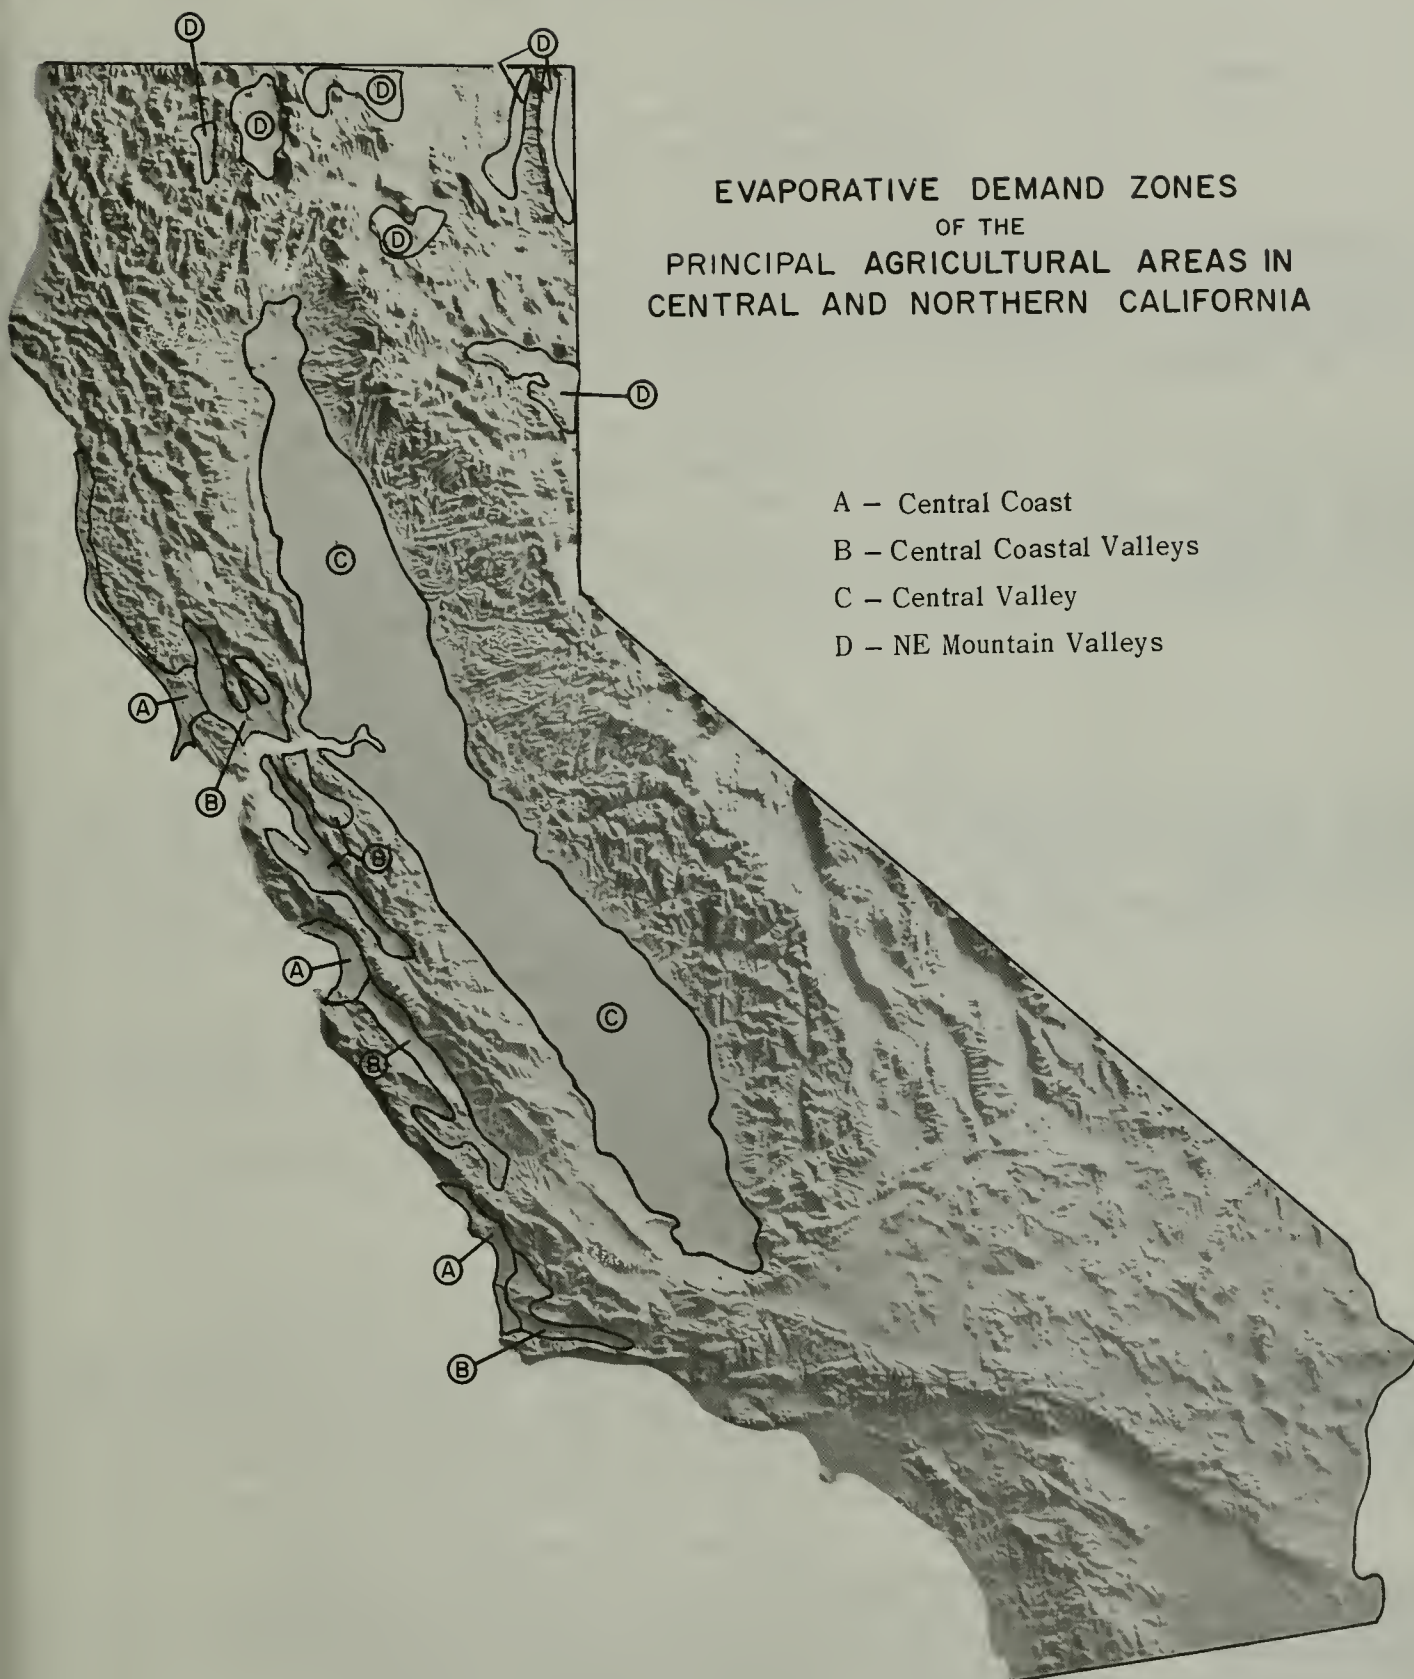 D
D
D
D
D
EVAPORATIVE DEMAND ZONES
OF THE
PRINCIPAL AGRICULTURAL AREAS IN
CENTRAL AND NORTHERN CALIFORNIA
D
A – Central Coast
B – Central Coastal Valleys
C – Central Valley
D – NE Mountain Valleys
C
A
B
B
A
C
B
A
B